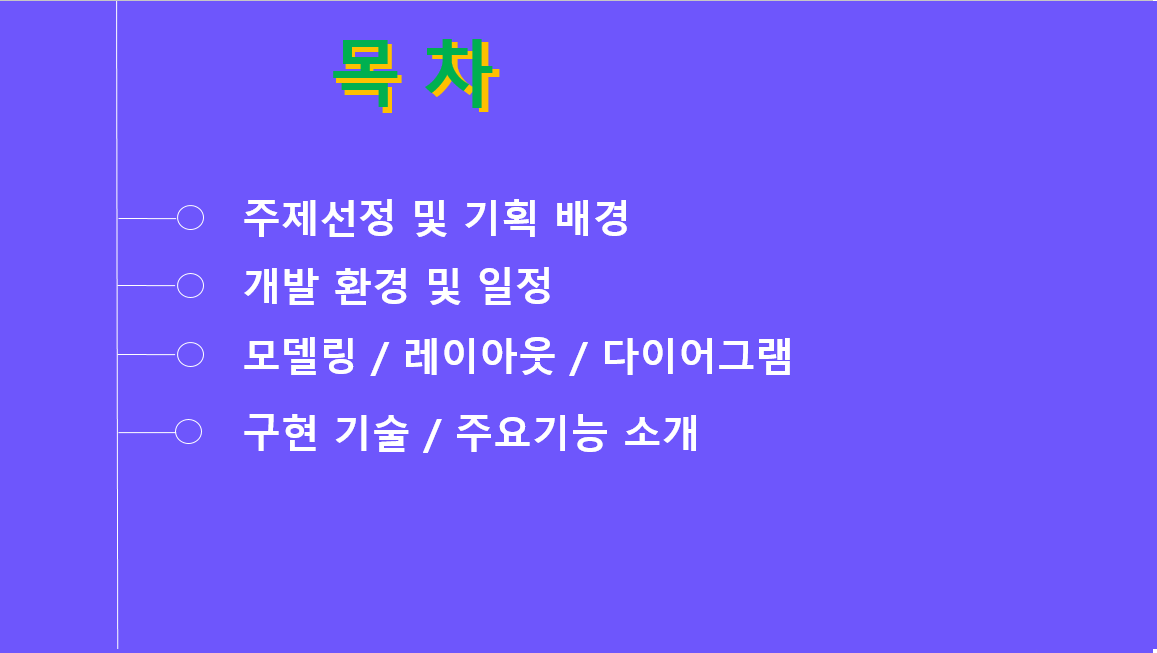 목 차
주제선정 및 기획 배경
개발 환경 및 일정
모델링 / 레이아웃 / 다이어그램
구현 기술 / 주요기능 소개